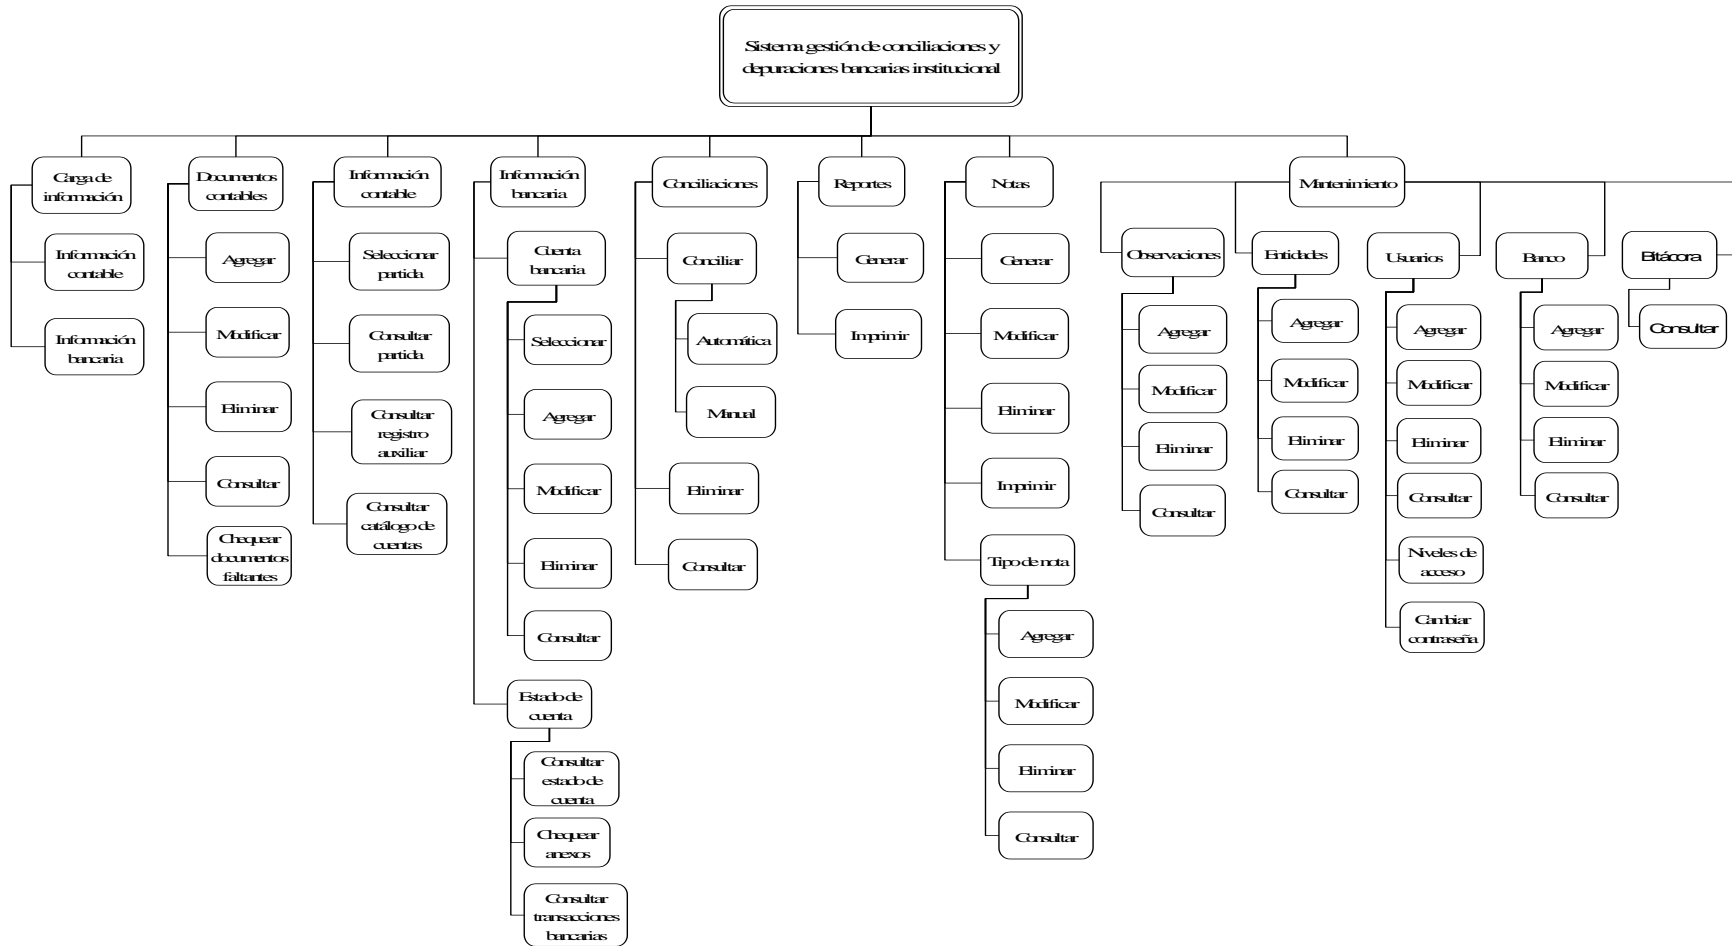 Sistema gestión de conciliaciones y
depuraciones bancarias institucional
Carga de
información
Información
contable
Información
bancaria
Documentos
contables
Agregar
Modificar
Eliminar
Consultar
Chequear
documentos
faltantes
Información
contable
Seleccionar
partida
Consultar
partida
Consultar
registro
auxiliar
Consultar
catálogo de
cuentas
Información
bancaria
Cuenta
bancaria
Seleccionar
Agregar
Modificar
Eliminar
Consultar
Estado de
cuenta
Consultar
estado de
cuenta
Chequear
anexos
Consultar
transacciones
bancarias
Conciliaciones
Conciliar
Automática
Manual
Eliminar
Consultar
Reportes
Generar
Imprimir
Notas
Generar
Modificar
Eliminar
Imprimir
Tipo de nota
Agregar
Modificar
Eliminar
Consultar
Mantenimiento
Observaciones
Agregar
Modificar
Eliminar
Consultar
Entidades
Agregar
Modificar
Eliminar
Consultar
Usuarios
Agregar
Modificar
Eliminar
Consultar
Niveles de
acceso
Cambiar
contraseña
Banco
Agregar
Modificar
Eliminar
Consultar
Bitácora
Consultar